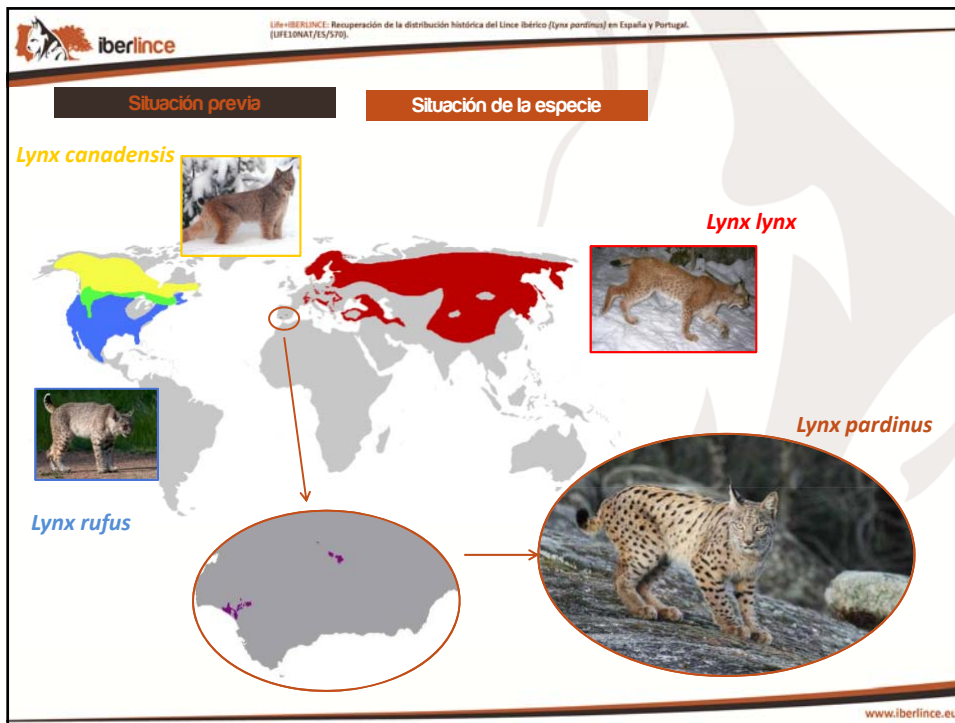 iberlince
Life+IBERLINCE: Recuperación de la distribución histórica del Lince ibérico (Lynx pardinus) en España y Portugal.
(LIFE10NAT/ES/570).
Situación previa
Situación de la especie
Lynx canadensis
Lynx lynx
Lynx pardinus
Lynx rufus
www.iberlince.eu